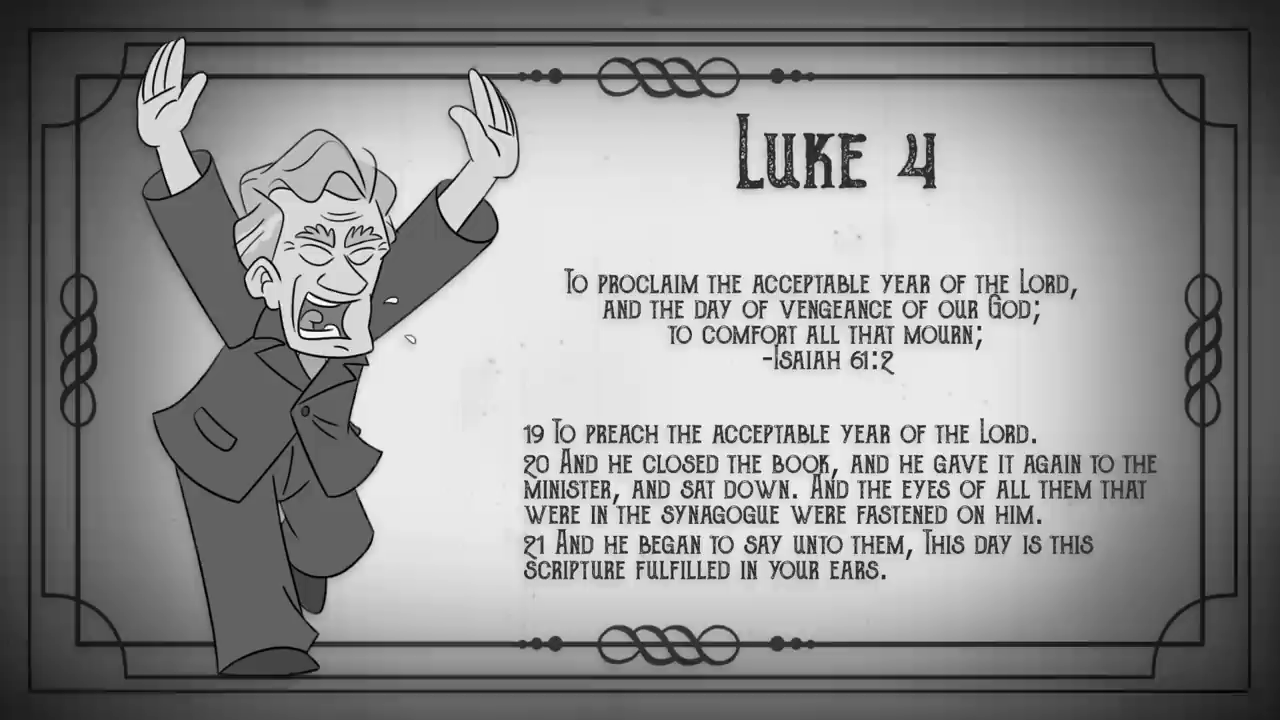 Luke 4
To proclaim the acceptable year of the Lord,
and the day of vengeance of our God;
to comfort all that mourn;
-Isaiah 61:2
19 To preach the acceptable year of the Lord.
20 And he closed the book, and he gave it again to the
minister, and sat down. And the eyes of all them that
were in the synagogue were fastened on him.
21 And he began to say unto them, This day is this
scripture fulfilled in your ears.